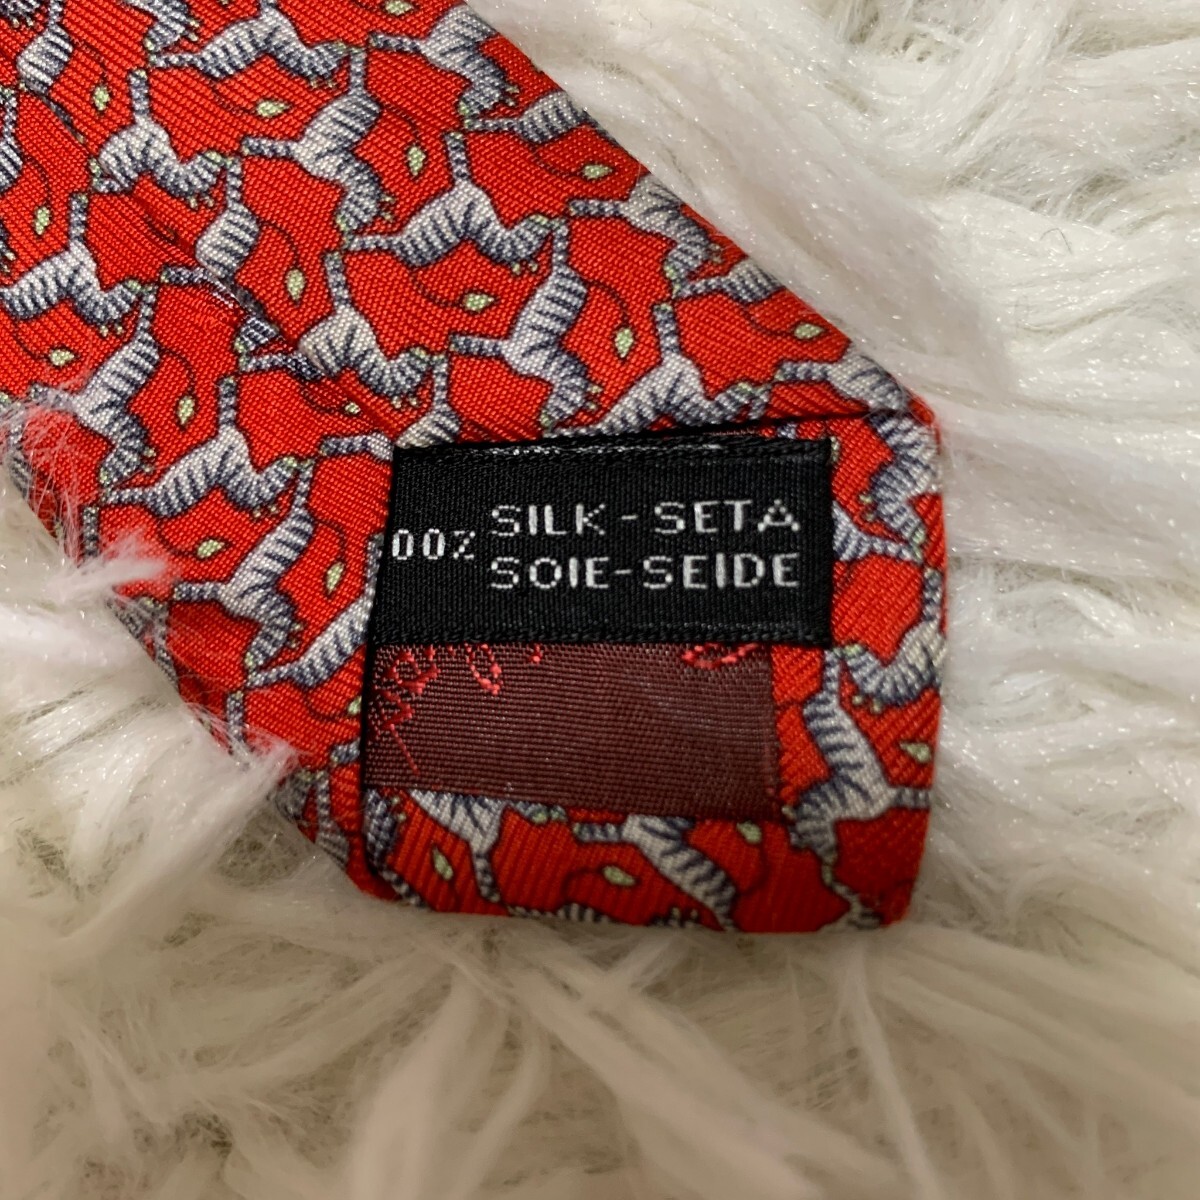 00% SILK - SETA
SOIE-SEIDE